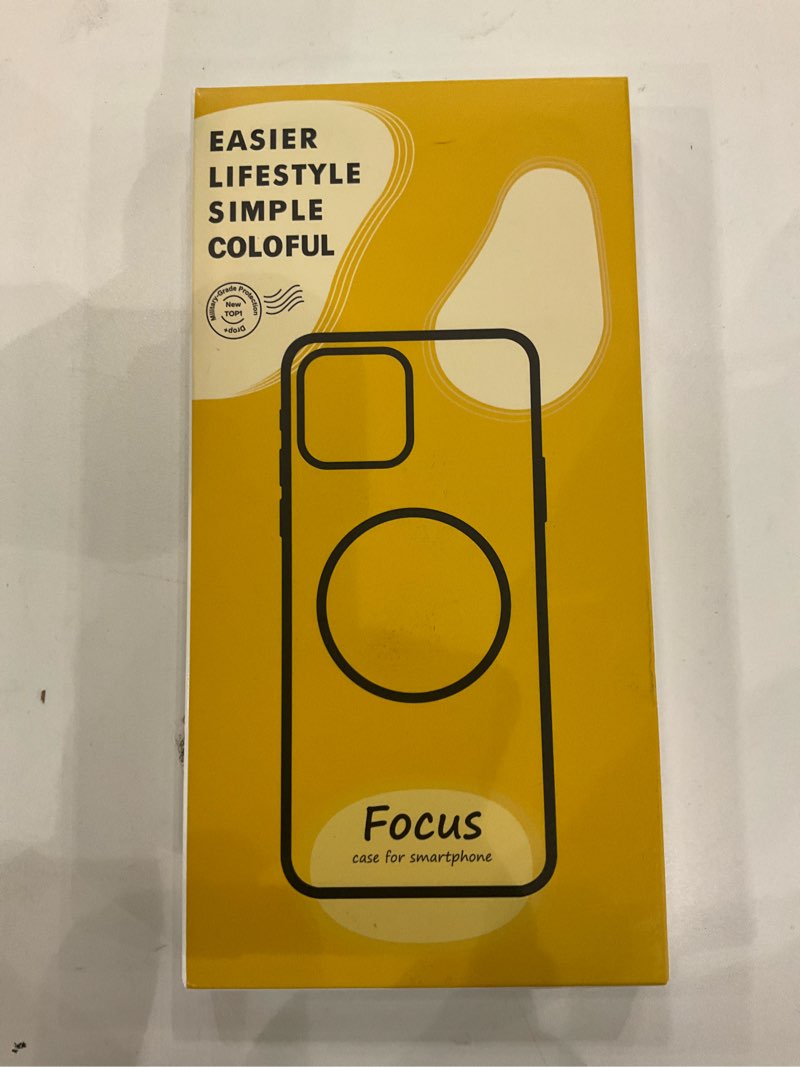 EASIER
LIFESTYLE
SIMPLE
COLOFUL
Military-Grade Protection
New
TOP1
Drop+
Focus
case for smartphone